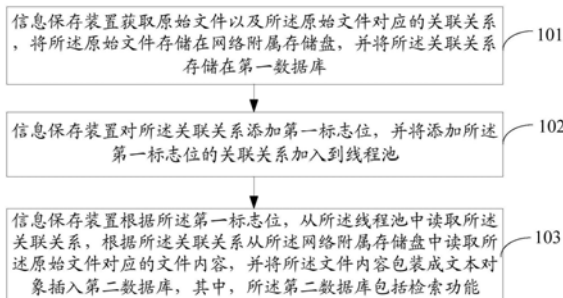 信息保存装置获取原始文件以及所述原始文件对应的关联关系
，将所述原始文件存储在网络附属存储盘，并将所述关联关系
存储在第一数据库
101
信息保存装置对所述关联关系添加第一标志位，并将添加所述
第一标志位的关联关系加入到线程池
102
信息保存装置根据所述第一标志位，从所述线程池中读取所述
关联关系，根据所述关联关系从所述网络附属存储盘中读取所
述原始文件对应的文件内容，并将所述文件内容包装成文本对
象插入第二数据库，其中，所述第二数据库包括检索功能
103